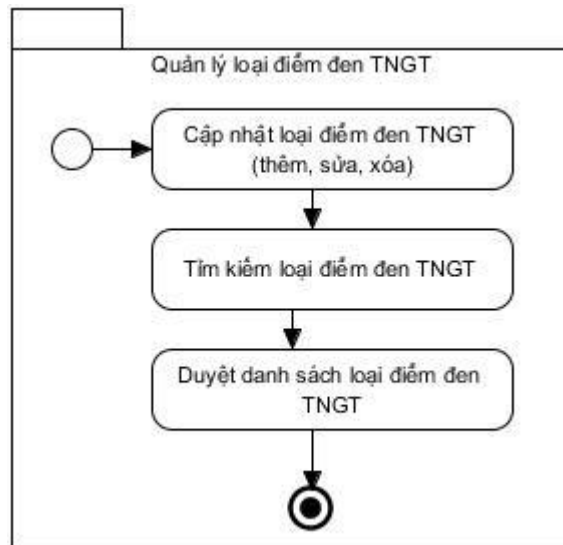 Quản lý loại điểm đen TNGT
Cập nhật loại điểm đen TNGT
(thêm, sửa, xóa)
Tìm kiếm loại điểm đen TNGT
Duyệt danh sách loại điểm đen
TNGT